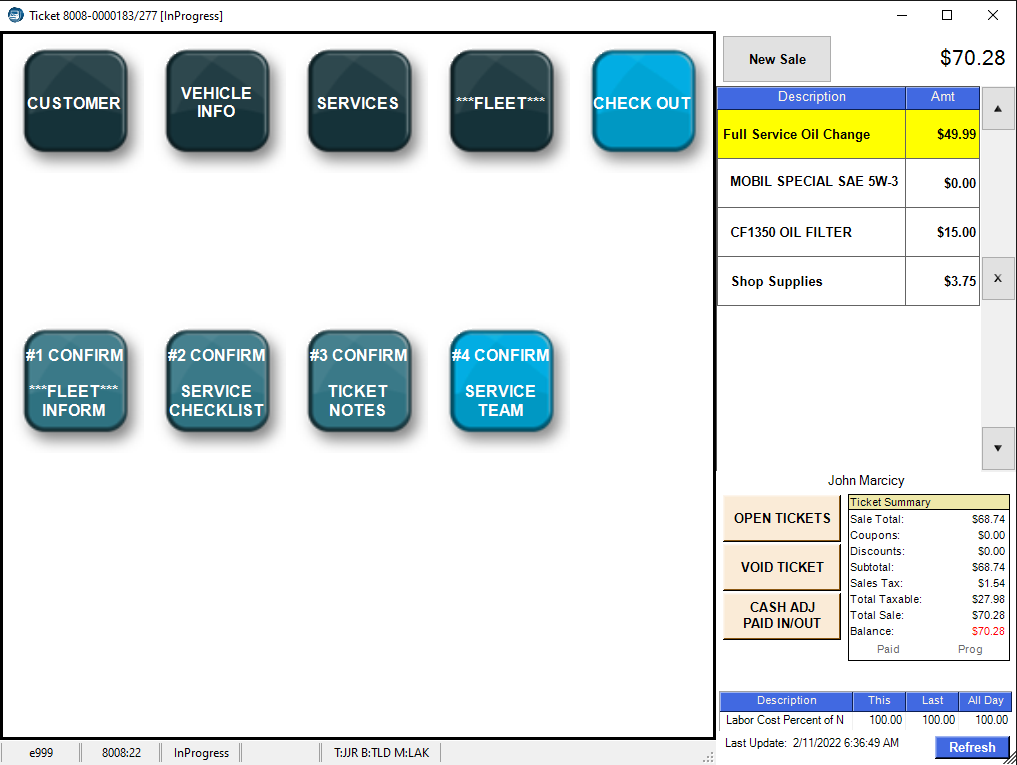 Ticket 8008-0000183/277 [InProgress]
CUSTOMER
VEHICLE
INFO
SERVICES
***FLEET***
CHECK OUT
#1 CONFIRM
***FLEET***
INFORM
#2 CONFIRM
SERVICE
CHECKLIST
#3 CONFIRM
TICKET
NOTES
#4 CONFIRM
SERVICE
TEAM
New Sale
$70.28
Description Amt
Full Service Oil Change $49.99
MOBIL SPECIAL SAE 5W-3 $0.00
CF1350 OIL FILTER $15.00
Shop Supplies $3.75
X
John Marcicy
OPEN TICKETS
VOID TICKET
CASH ADJ
PAID IN/OUT
Ticket Summary
Sale Total: $68.74
Coupons: $0.00
Discounts: $0.00
Subtotal: $68.74
Sales Tax: $1.54
Total Taxable: $27.98
Total Sale: $70.28
Balance: $70.28
Paid Prog
Description This Last All Day
Labor Cost Percent of N 100.00 100.00 100.00
Last Update: 2/11/2022 6:36:49 AM
Refresh
e999 8008:22 InProgress T:JJR B:TLD M:LAK